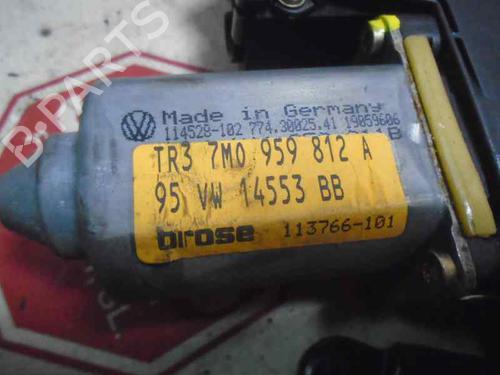 B-PARTS
Made in Germany
114528-102 774.30025.41 19059606
011B
TR3 7M0 959 812 A
95 VW 14553 BB
brose 113766-101